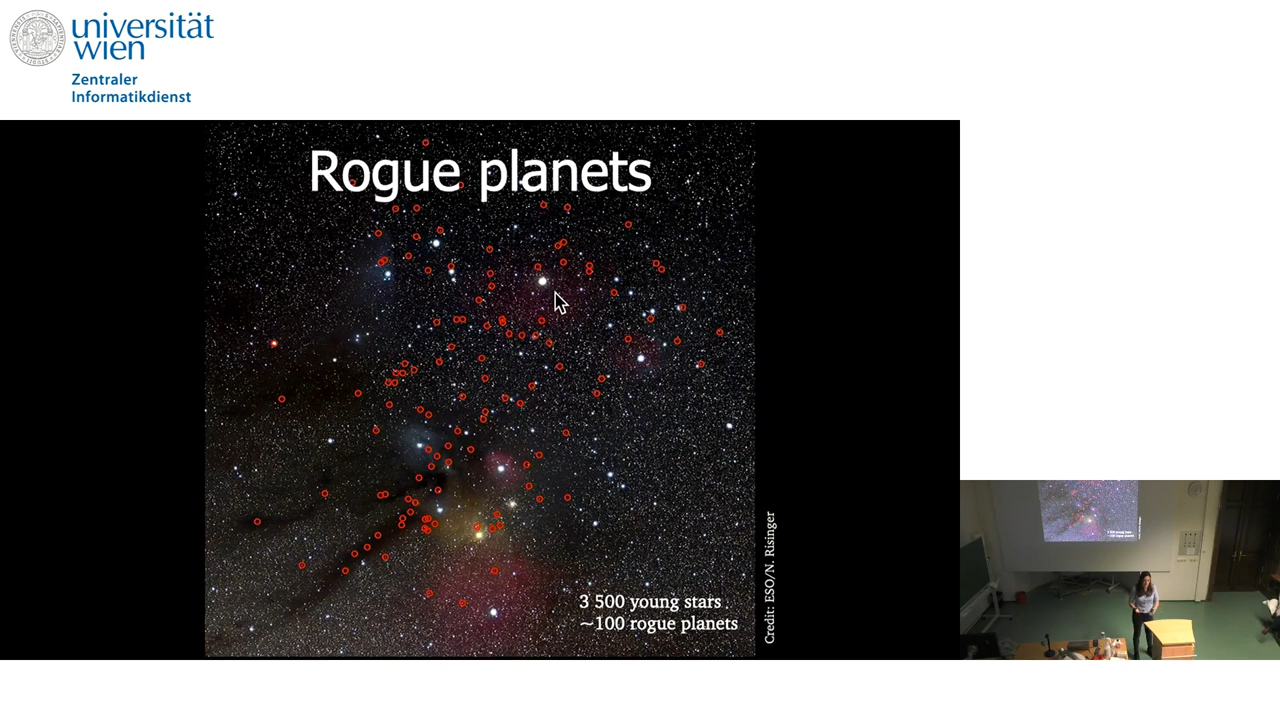 universität
wien
Zentraler
Informatikdienst
Rogue planets
3 500 young stars
~100 rogue planets
Credit: ESO/N. Risinger